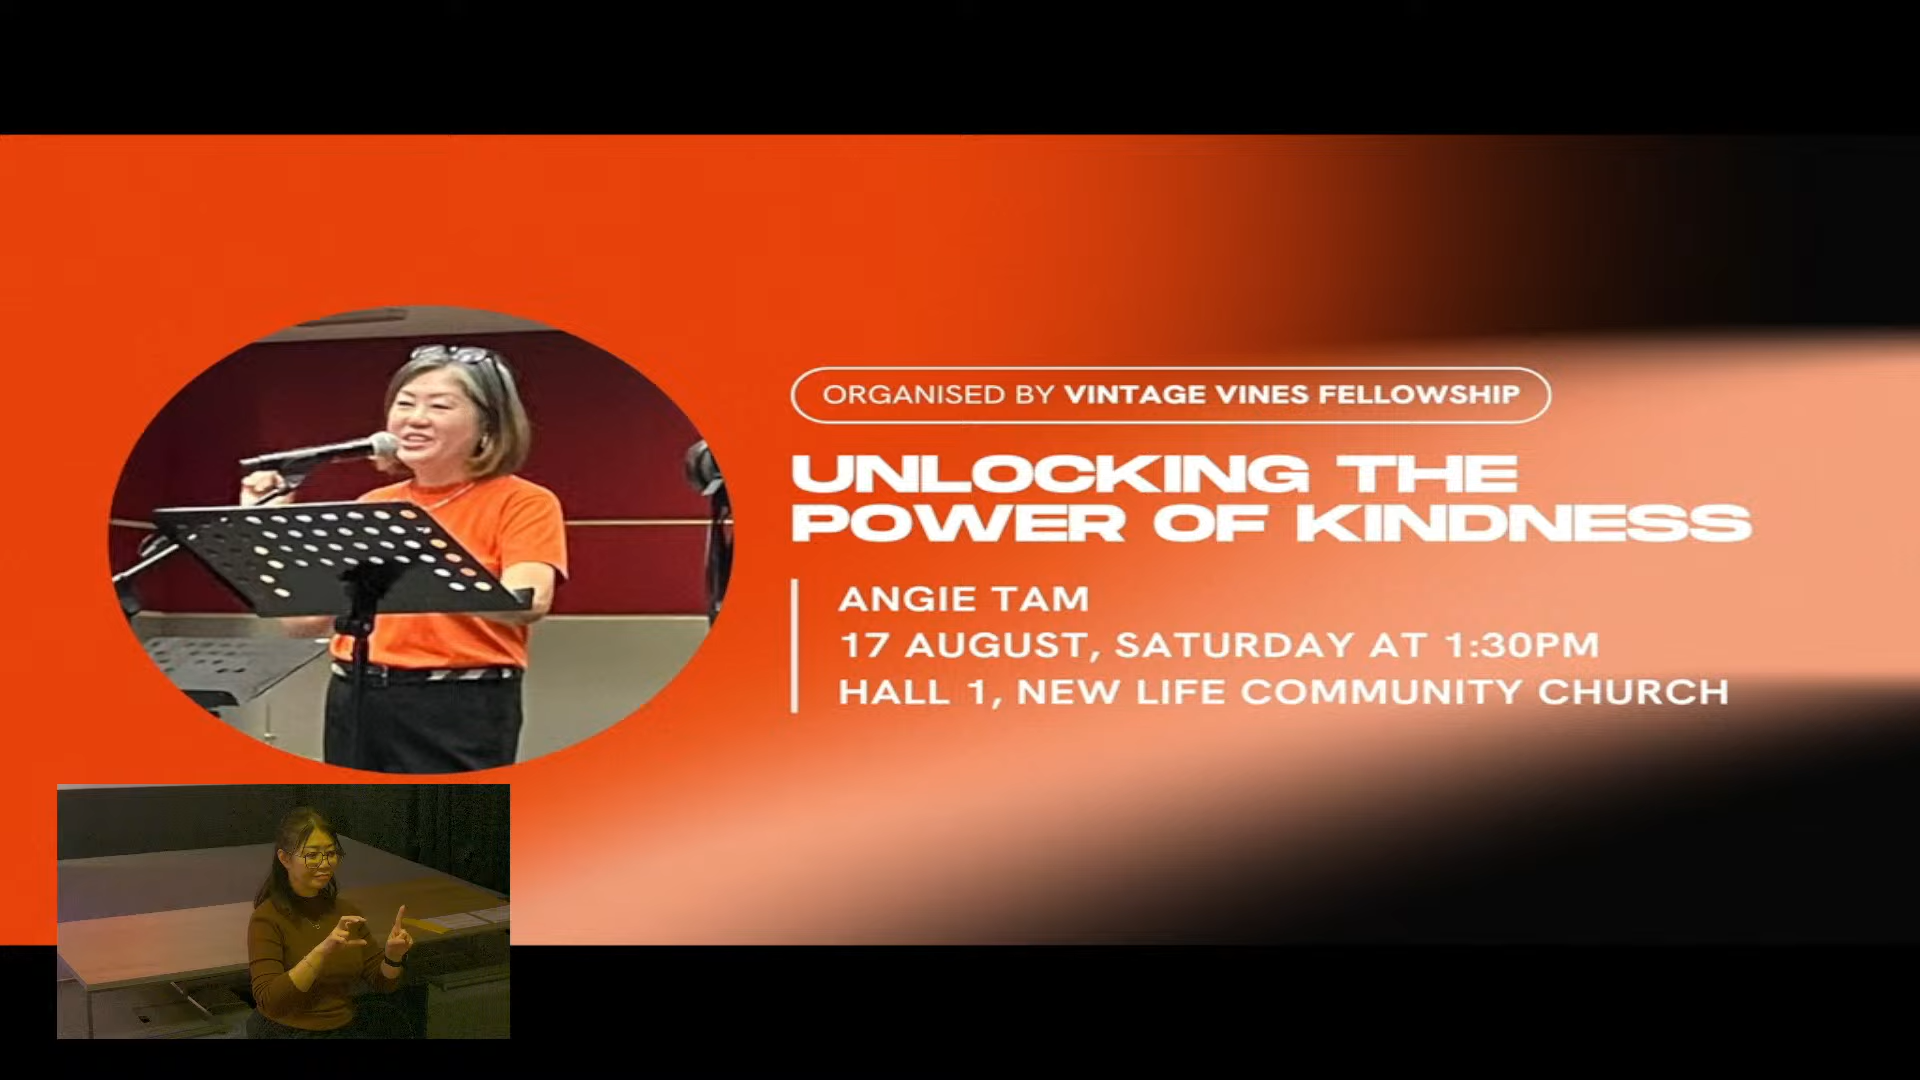 ORGANISED BY VINTAGE VINES FELLOWSHIP
UNLOCKING THE
POWER OF KINDNESS
ANGIE TAM
17 AUGUST, SATURDAY AT 1:30PM
HALL 1, NEW LIFE COMMUNITY CHURCH